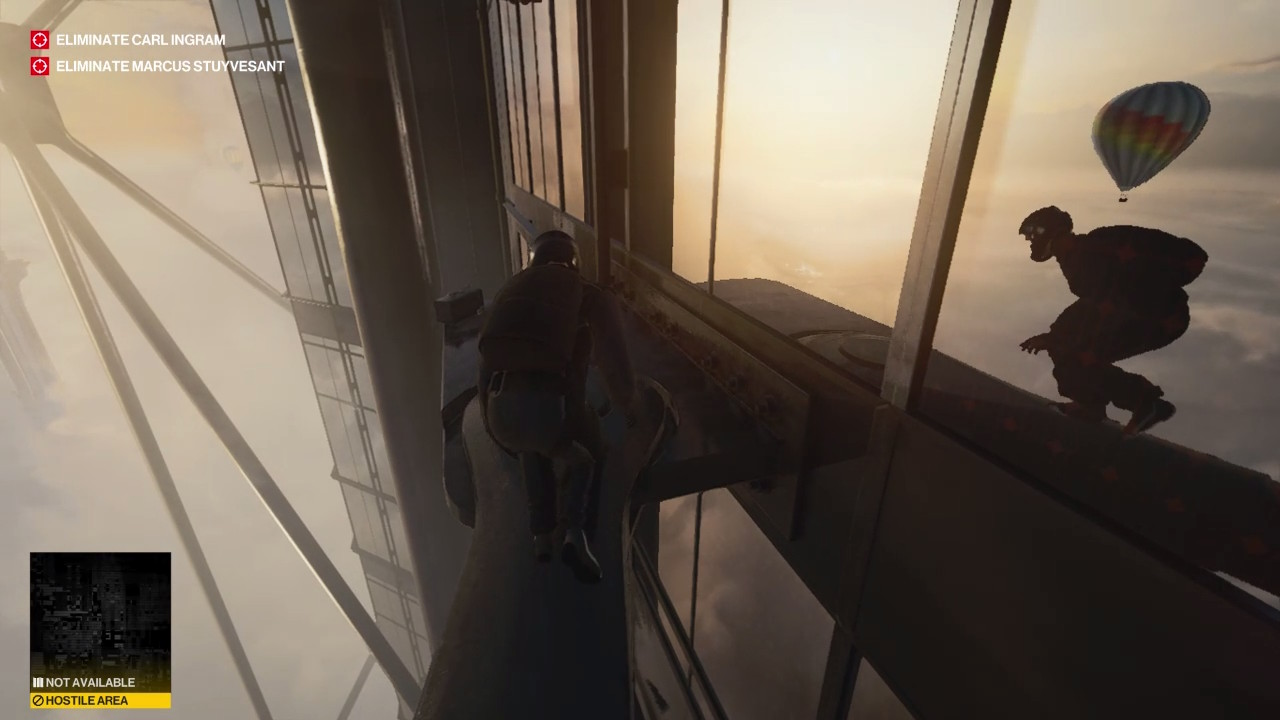 ELIMINATE CARL INGRAM
ELIMINATE MARCUS STUYVESANT
NOT AVAILABLE
HOSTILE AREA